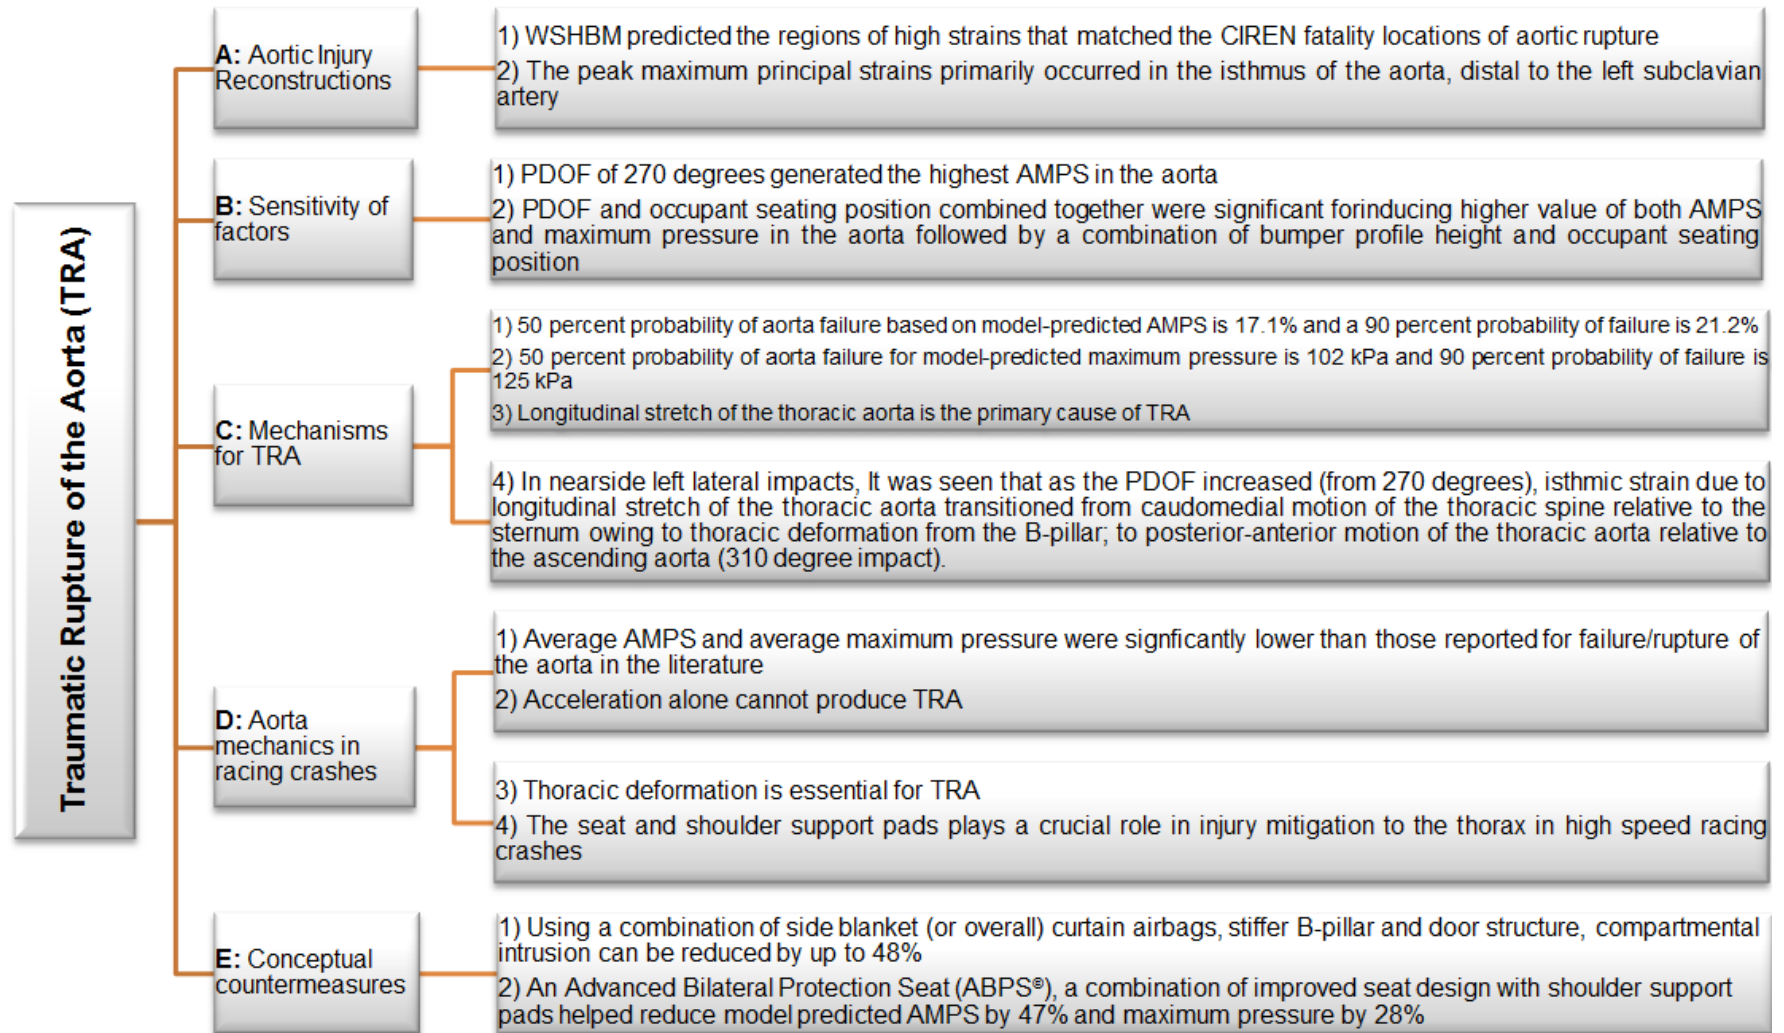 Traumatic Rupture of the Aorta (TRA)
A: Aortic Injury
Reconstructions
1) WSHBM predicted the regions of high strains that matched the CIREN fatality locations of aortic rupture
2) The peak maximum principal strains primarily occurred in the isthmus of the aorta, distal to the left subclavian
artery
B: Sensitivity of
factors
1) PDOF of 270 degrees generated the highest AMPS in the aorta
2) PDOF and occupant seating position combined together were significant forinducing higher value of both AMPS
and maximum pressure in the aorta followed by a combination of bumper profile height and occupant seating
position
C: Mechanisms
for TRA
1) 50 percent probability of aorta failure based on model-predicted AMPS is 17.1% and a 90 percent probability of failure is 21.2%
2) 50 percent probability of aorta failure for model-predicted maximum pressure is 102 kPa and 90 percent probability of failure is
125 kPa
3) Longitudinal stretch of the thoracic aorta is the primary cause of TRA
4) In nearside left lateral impacts, It was seen that as the PDOF increased (from 270 degrees), isthmic strain due to
longitudinal stretch of the thoracic aorta transitioned from caudomedial motion of the thoracic spine relative to the
sternum owing to thoracic deformation from the B-pillar; to posterior-anterior motion of the thoracic aorta relative to
the ascending aorta (310 degree impact).
D: Aorta
mechanics in
racing crashes
1) Average AMPS and average maximum pressure were signficantly lower than those reported for failure/rupture of
the aorta in the literature
2) Acceleration alone cannot produce TRA
3) Thoracic deformation is essential for TRA
4) The seat and shoulder support pads plays a crucial role in injury mitigation to the thorax in high speed racing
crashes
E: Conceptual
countermeasures
1) Using a combination of side blanket (or overall) curtain airbags, stiffer B-pillar and door structure, compartmental
intrusion can be reduced by up to 48%
2) An Advanced Bilateral Protection Seat (ABPS®), a combination of improved seat design with shoulder support
pads helped reduce model predicted AMPS by 47% and maximum pressure by 28%